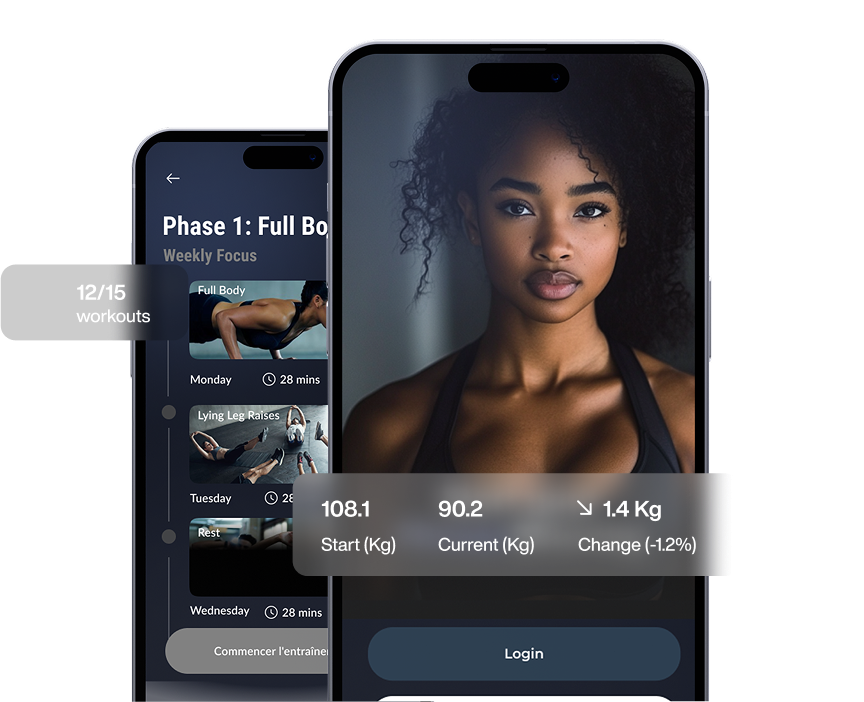 Phase 1: Full Bo
Weekly Focus
12/15
workouts
Full Body
Monday
28 mins
Lying Leg Raises
Tuesday
28
Rest
Wednesday
28 mins
Commencer l'entraîne
108.1
90.2
1.4 Kg
Start (Kg)
Current (Kg)
Change (-1.2%)
Login